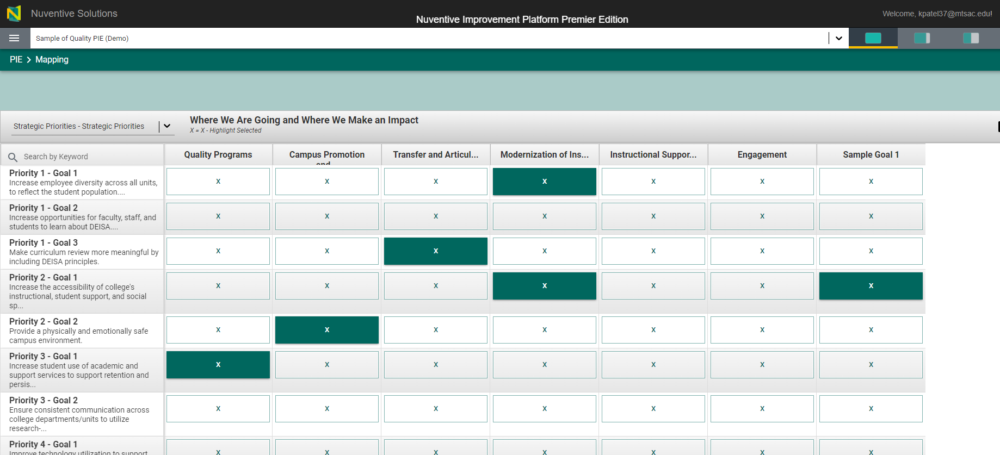 Nuventive Solutions
Nuventive Improvement Platform Premier Edition
Welcome, kpatel37@mtsac.edu!
Sample of Quality PIE (Demo)
PIE > Mapping
Strategic Priorities - Strategic Priorities
Where We Are Going and Where We Make an Impact
X = X - Highlight Selected
Search by Keyword
Quality Programs
Campus Promotion
and
Transfer and Articul...
Modernization of Ins...
Instructional Suppor...
Engagement
Sample Goal 1
Priority 1 - Goal 1
Increase employee diversity across all units,
to reflect the student population....
X X X X X X X
Priority 1 - Goal 2
Increase opportunities for faculty, staff, and
students to learn about DEISA....
X X X X X X X
Priority 1 - Goal 3
Make curriculum review more meaningful by
including DEISA principles.
X X X X X X X
Priority 2 - Goal 1
Increase the accessibility of college's
instructional, student support, and social
sp...
X X X X X X X
Priority 2 - Goal 2
Provide a physically and emotionally safe
campus environment.
X X X X X X X
Priority 3 - Goal 1
Increase student use of academic and
support services to support retention and
persis...
X X X X X X X
Priority 3 - Goal 2
Ensure consistent communication across
college departments/units to utilize
research-...
X X X X X X X
Priority 4 - Goal 1
Improve technology utilization to support
X X X X X X X